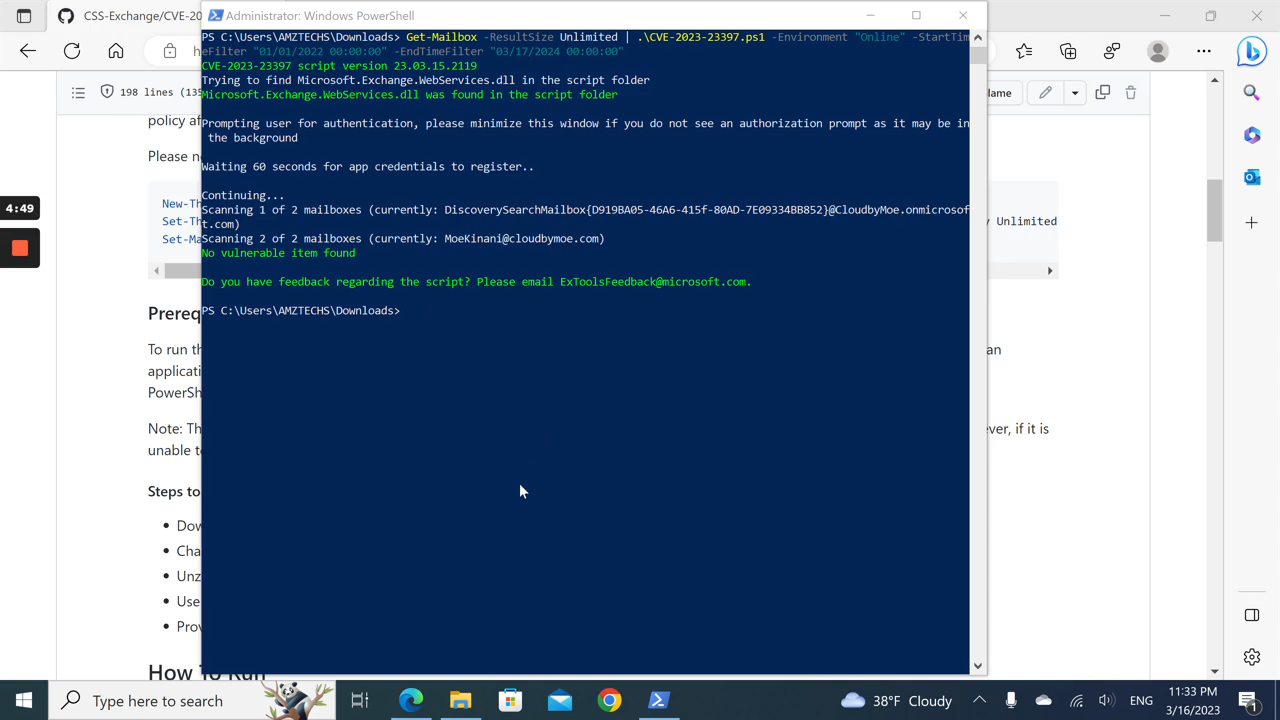 Administrator: Windows PowerShell
PS C:\Users\AMZTECHS\Downloads> Get-Mailbox -ResultSize Unlimited | .\CVE-2023-23397.ps1 -Environment "Online" -StartTim
eFilter "01/01/2022 00:00:00" -EndTimeFilter "03/17/2024 00:00:00"
CVE-2023-23397 script version 23.03.15.2119
Trying to find Microsoft.Exchange.WebServices.dll in the script folder
Microsoft.Exchange.WebServices.dll was found in the script folder
Prompting user for authentication, please minimize this window if you do not see an authorization prompt as it may be in
the background
Waiting 60 seconds for app credentials to register..
Continuing...
Scanning 1 of 2 mailboxes (currently: DiscoverySearchMailbox{D919BA05-46A6-415f-80AD-7E09334BB852}@CloudbyMoe.onmicrosof
t.com)
Scanning 2 of 2 mailboxes (currently: MoeKinani@cloudbymoe.com)
No vulnerable item found
Do you have feedback regarding the script? Please email ExToolsFeedback@microsoft.com.
PS C:\Users\AMZTECHS\Downloads>
CSS-Exchange/CVE-20
h
198 lines (135
lame
policy af
Please no
New-Th
Set-Th
Set-Ma
y Unlimited
Prereq
To run th
an
applicati
PowerSh
Note: Th
ever, if it is
unable to
Steps to
Dow
Cha
Unz
Use
Prov
How To Run
4:49
Type here to search
38°F Cloudy
ENG
11:33 PM
3/16/2023
1